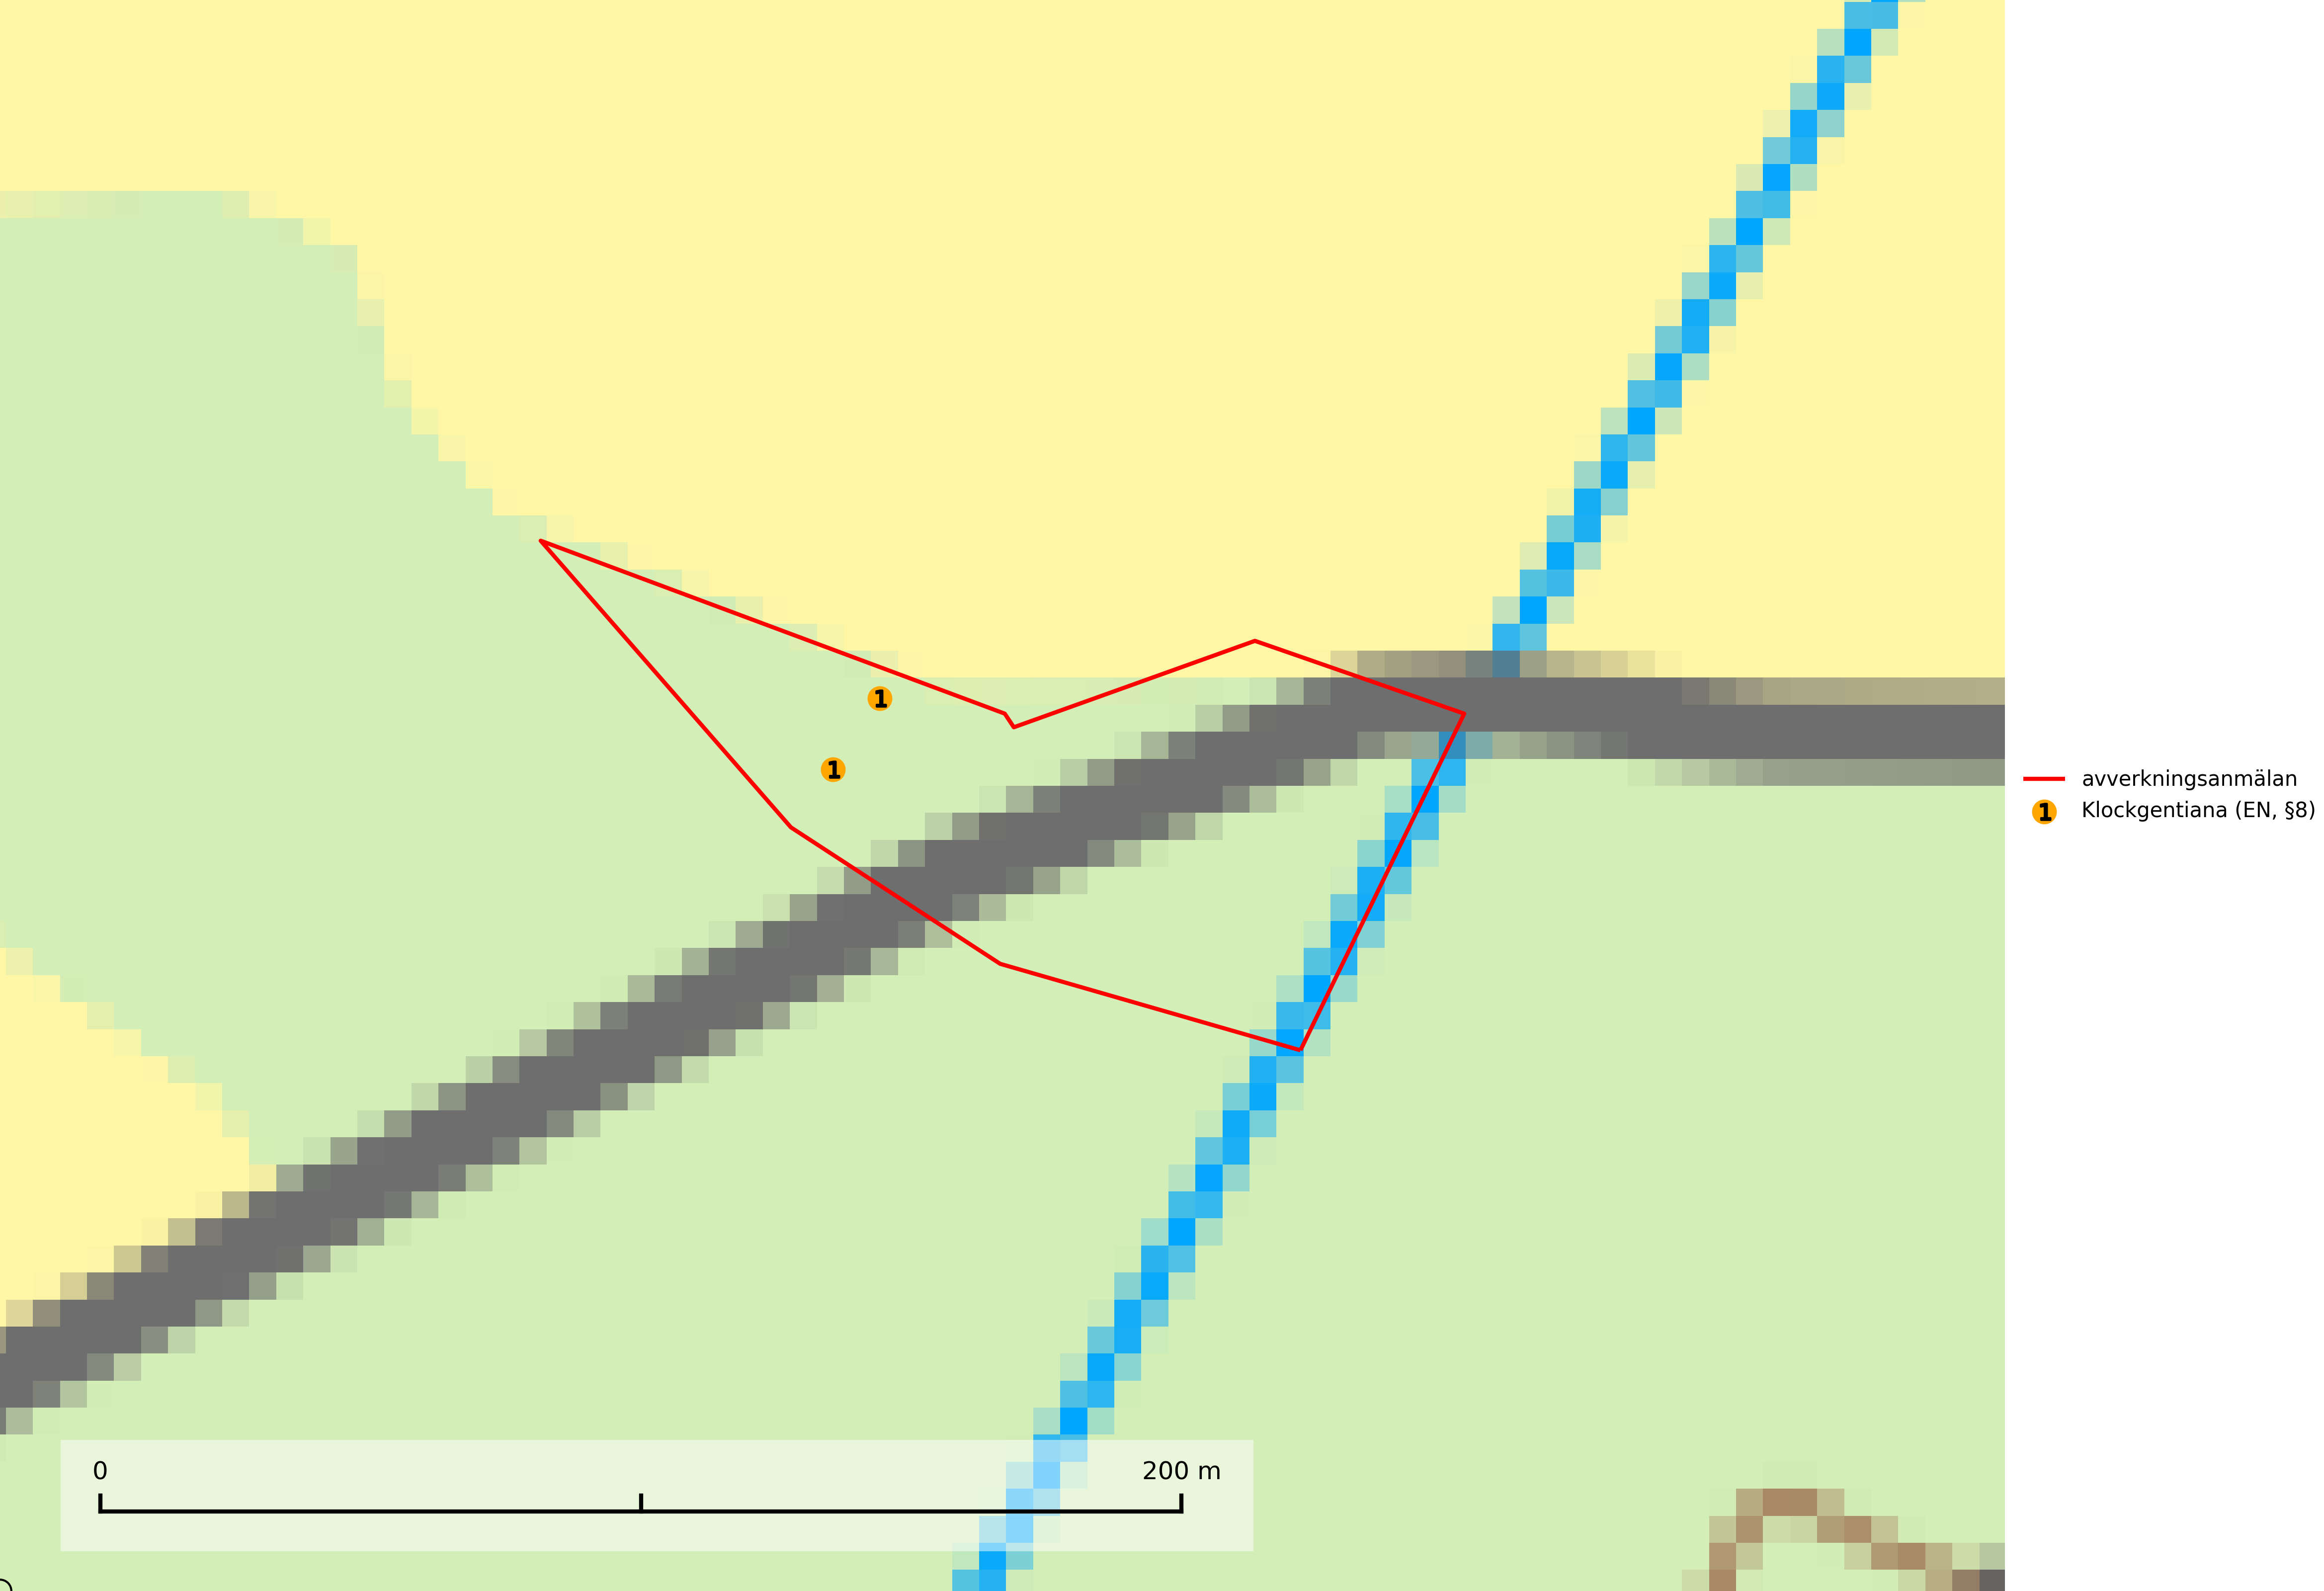 1
1
avverkningsanmälan
1 Klockgentiana (EN, §8)
0 200 m